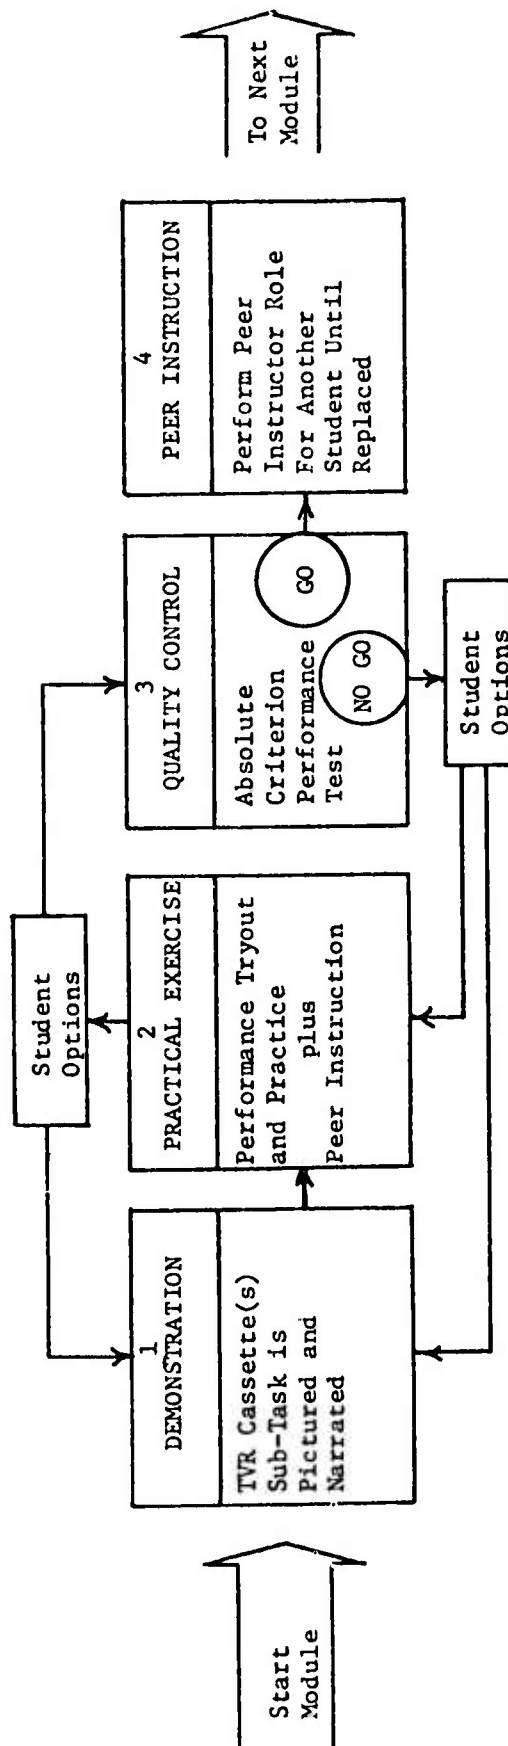 Start
Module
1
DEMONSTRATION
TVR Cassette(s)
Sub-Task is
Pictured and
Narrated
Student
Options
2
PRACTICAL EXERCISE
Performance Tryout
and Practice
plus
Peer Instruction
3
QUALITY CONTROL
Absolute
Criterion
Performance
Test
GO
NO GO
Student
Options
4
PEER INSTRUCTION
Perform Peer
Instructor Role
For Another
Student Until
Replaced
To Next
Module